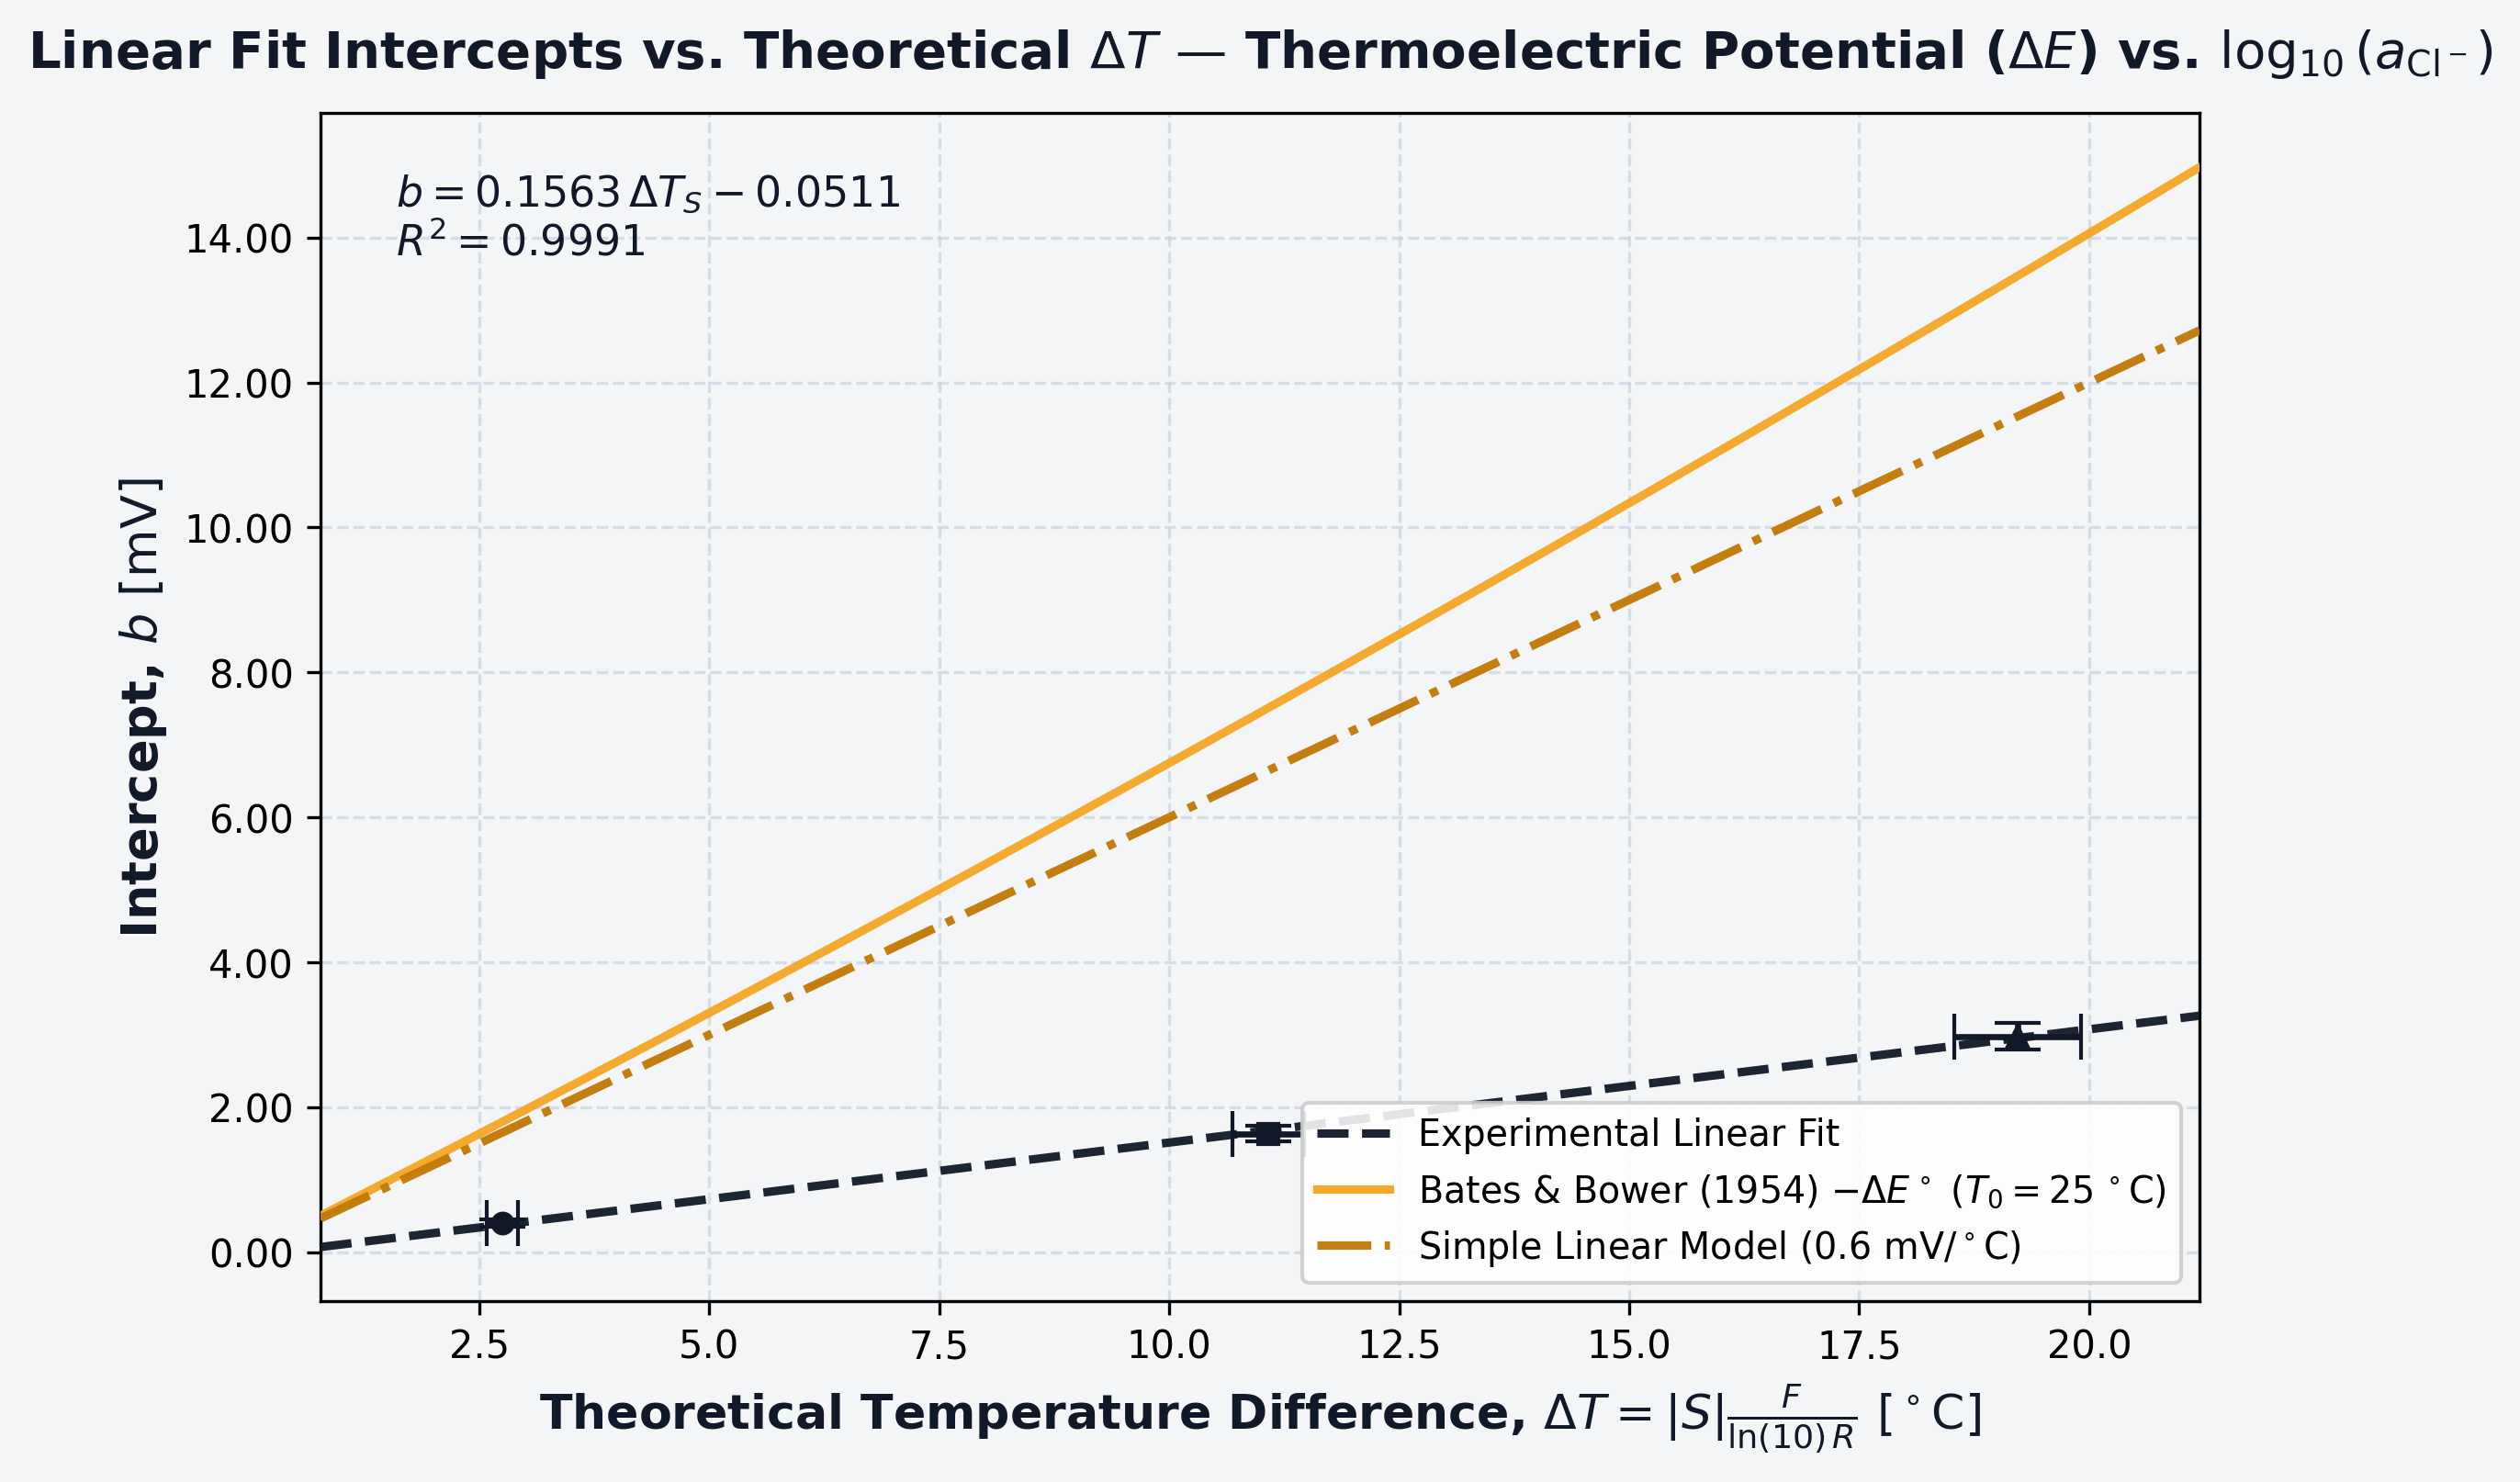 Linear Fit Intercepts vs. Theoretical ΔT — Thermoelectric Potential (ΔE) vs. log₁₀(a_Cl⁻)
b = 0.1563 ΔT_S − 0.0511
R² = 0.9991
Intercept, b [mV]
14.00
12.00
10.00
8.00
6.00
4.00
2.00
0.00
Experimental Linear Fit
Bates & Bower (1954) −ΔE° (T₀ = 25 °C)
Simple Linear Model (0.6 mV/°C)
2.5 5.0 7.5 10.0 12.5 15.0 17.5 20.0
Theoretical Temperature Difference, ΔT = |S| F / ln(10) R [°C]